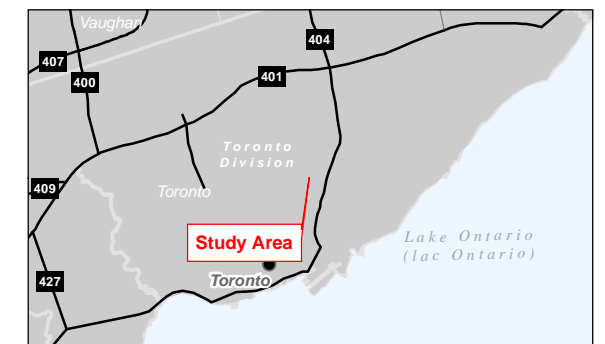 Vaughan
404
407
400
401
Toronto
Division
409
Toronto
Study Area
Lake Ontario
(lac Ontario)
427
Toronto